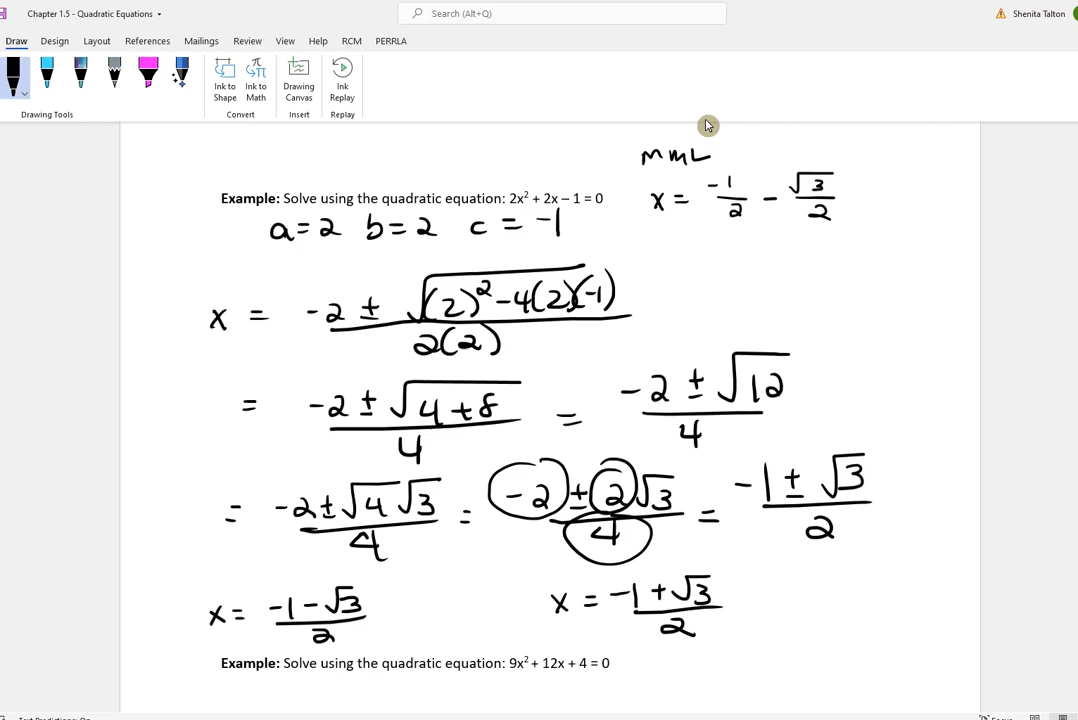 Chapter 1.5 - Quadratic Equations
Search (Alt+Q)
Shenita Talton
Draw Design Layout References Mailings Review View Help RCM PERRLA
Ink to Shape
Ink to Math
Drawing Canvas
Ink Replay
Drawing Tools Convert Insert Replay
MML
x = -1/2 - √3/2
Example: Solve using the quadratic equation: 2x² + 2x – 1 = 0
a = 2 b = 2 c = -1
x = (-2 ± √((2)² - 4(2)(-1))) / 2(2)
= (-2 ± √(4 + 8)) / 4 = (-2 ± √12) / 4
= (-2 ± √4 √3) / 4 = (-2 ± 2√3) / 4 = (-1 ± √3) / 2
x = (-1 - √3) / 2 x = (-1 + √3) / 2
Example: Solve using the quadratic equation: 9x² + 12x + 4 = 0